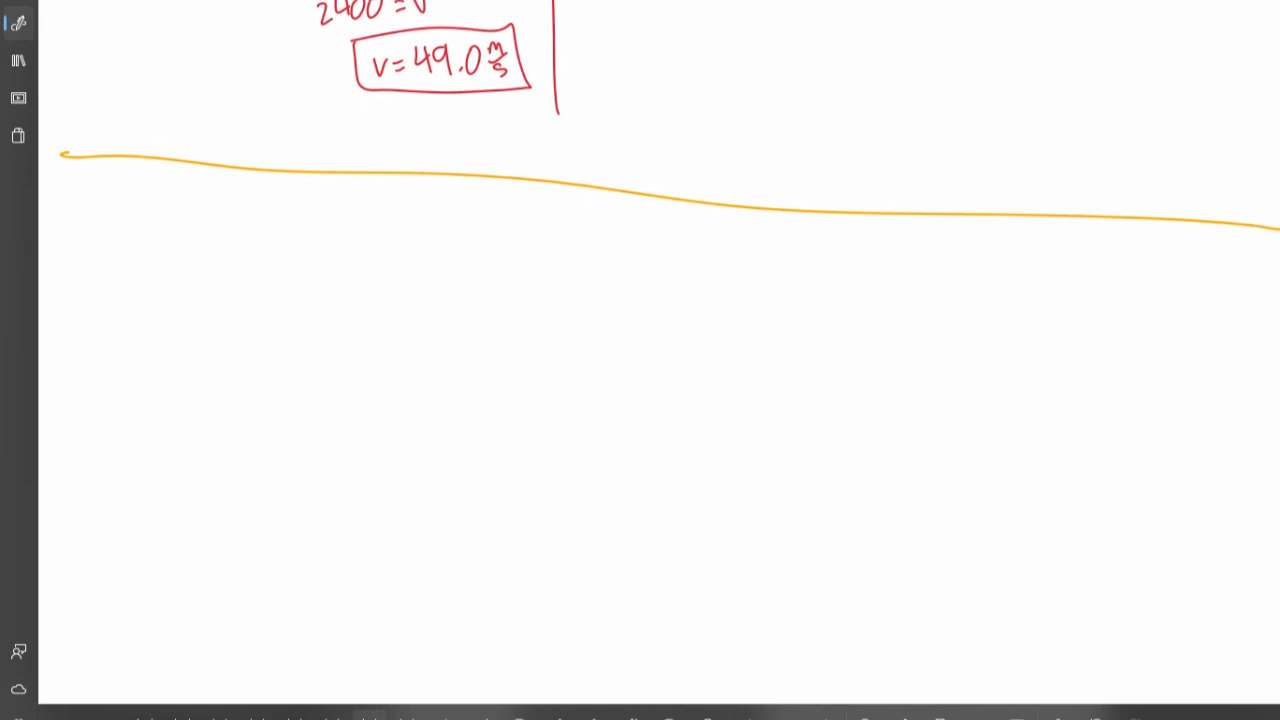 2400 = v
v = 49.0 m/s